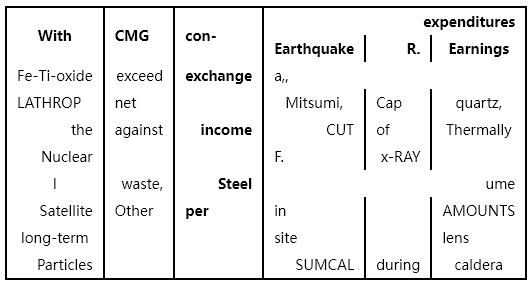 expenditures
With CMG con- Earthquake R. Earnings
Fe-Ti-oxide exceed exchange a,,
LATHROP net Mitsumi, Cap quartz,
the against income CUT of Thermally
Nuclear F. x-RAY
l waste, Steel ume
Satellite Other per in AMOUNTS
long-term site lens
Particles SUMCAL during caldera